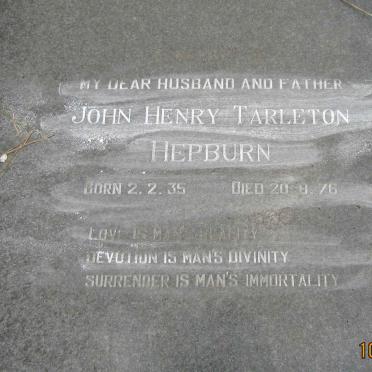 MY DEAR HUSBAND AND FATHER
JOHN HENRY TARLETON
HEPBURN
BORN 2.2.35 DIED 20.9.76
LOVE IS MAN'S
DEVOTION IS MAN'S DIVINITY
SURRENDER IS MAN'S IMMORTALITY
10